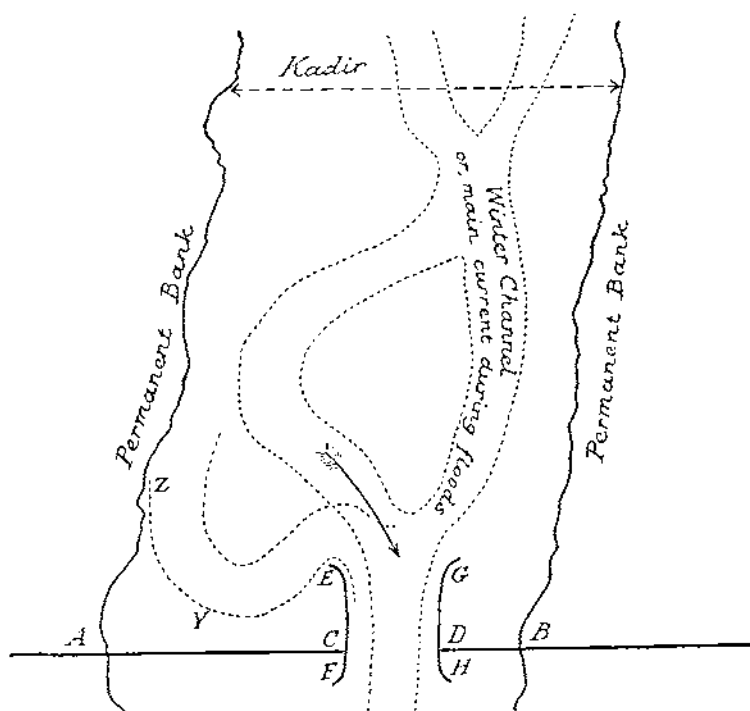 Kadir
Permanent Bank
Winter Channel
or, main current during floods
Permanent Bank
Z
Y
E
G
A
C
D
B
F
H